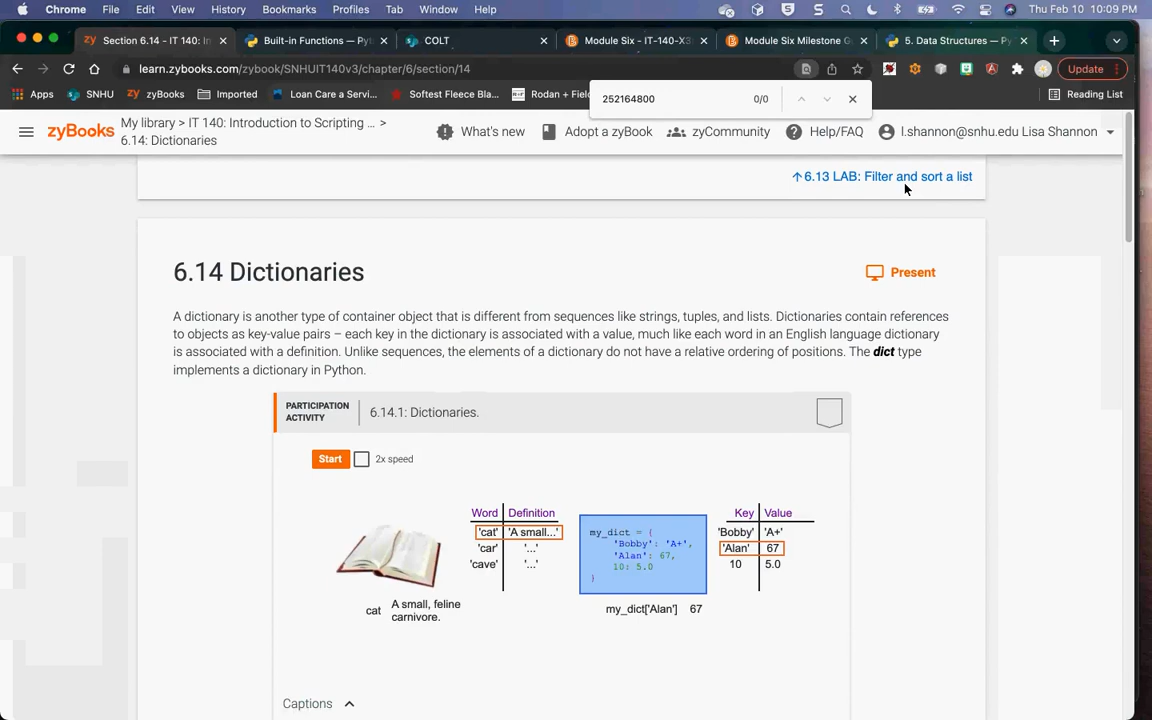 Chrome File Edit View History Bookmarks Profiles Tab Window Help Thu Feb 10 10:09 PM
zy Section 6.14 - IT 140: In Built-in Functions — Pyt COLT Module Six - IT-140-X3 Module Six Milestone G 5. Data Structures — P
learn.zybooks.com/zybook/SNHUIT140v3/chapter/6/section/14 Update
Apps SNHU zyBooks Imported Loan Care a Servi... Softest Fleece Bla... R+F Rodan + Fiel Reading List
252164800 0/0
zyBooks My library > IT 140: Introduction to Scripting ... > What's new Adopt a zyBook zyCommunity Help/FAQ l.shannon@snhu.edu Lisa Shannon
6.14: Dictionaries
↑6.13 LAB: Filter and sort a list
6.14 Dictionaries
Present
A dictionary is another type of container object that is different from sequences like strings, tuples, and lists. Dictionaries contain references
to objects as key-value pairs – each key in the dictionary is associated with a value, much like each word in an English language dictionary
is associated with a definition. Unlike sequences, the elements of a dictionary do not have a relative ordering of positions. The dict type
implements a dictionary in Python.
PARTICIPATION
ACTIVITY
6.14.1: Dictionaries.
Start 2x speed
Word Definition
'cat' 'A small...'
'car' '...'
'cave' '...'
cat A small, feline
carnivore.
my_dict = {
'Bobby': 'A+',
'Alan': 67,
10: 5.0
}
my_dict['Alan'] 67
Key Value
'Bobby' 'A+'
'Alan' 67
10 5.0
Captions